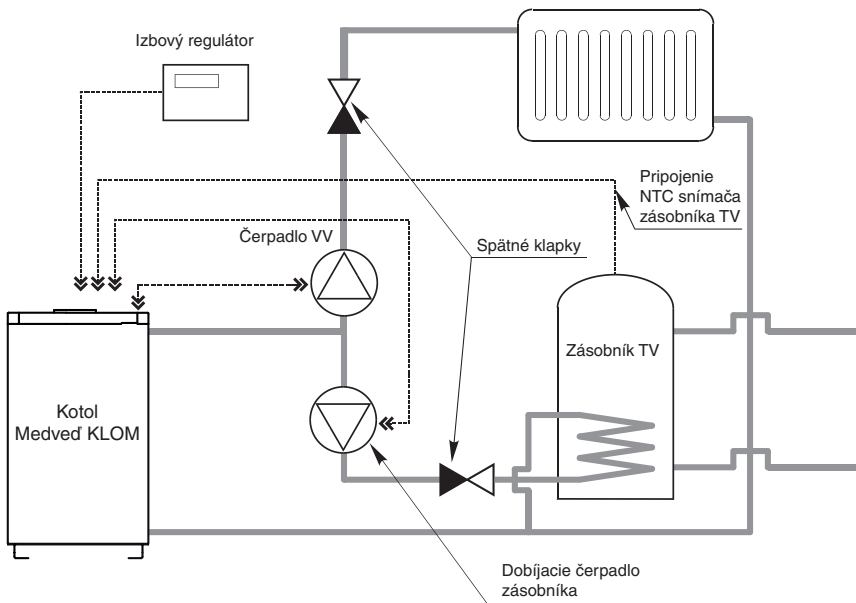 Izbový regulátor
Pripojenie
NTC snímača
zásobníka TV
Čerpadlo VV
Spätné klapky
Zásobník TV
Kotol
Medveď KLOM
Dobíjacie čerpadlo
zásobníka